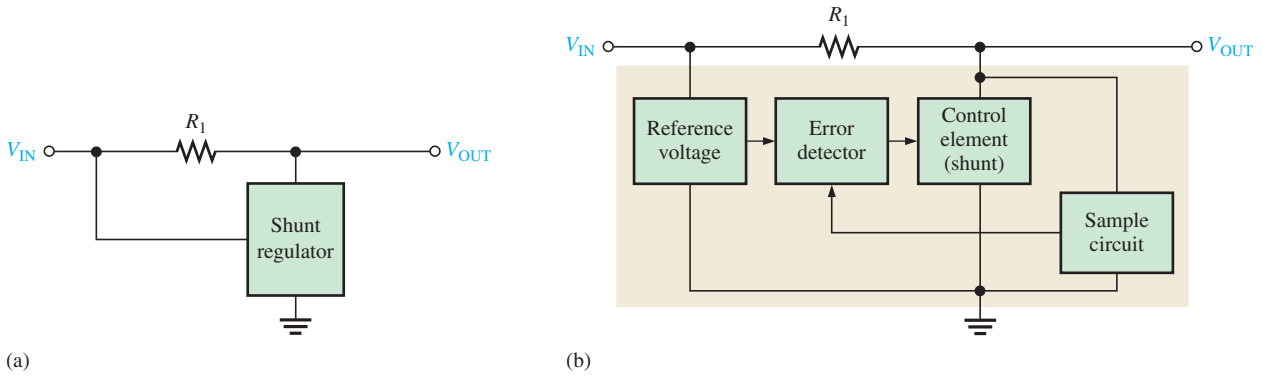 R1
VIN
VOUT
Shunt
regulator
(a)
R1
VIN
VOUT
Reference
voltage
Error
detector
Control
element
(shunt)
Sample
circuit
(b)